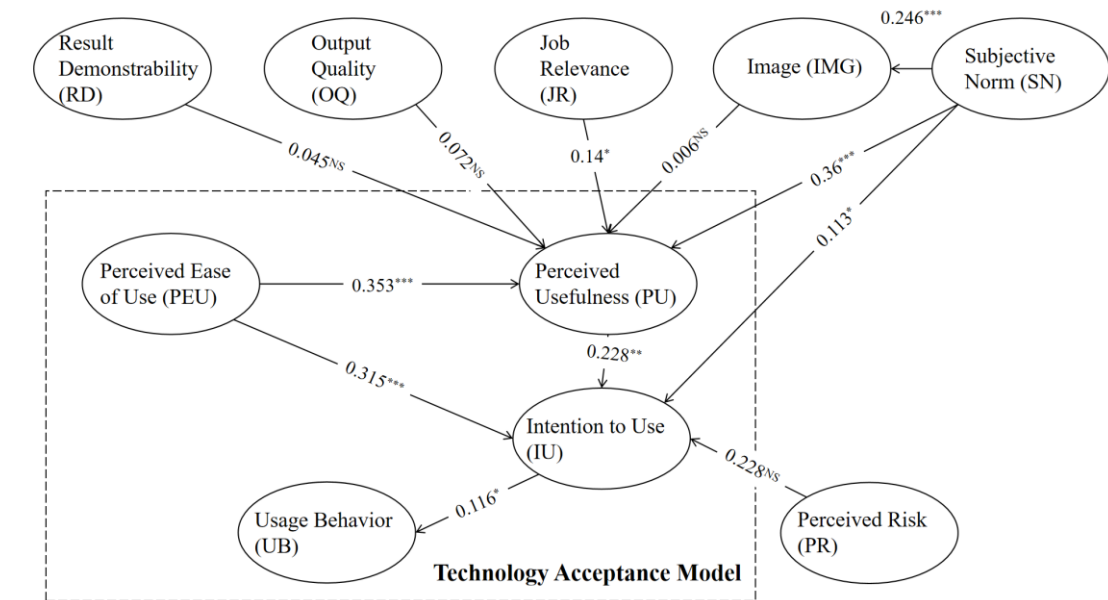 0.246***
Result
Demonstrability
(RD)
Output
Quality
(OQ)
Job
Relevance
(JR)
Image (IMG)
Subjective
Norm (SN)
0.045NS
0.072NS
0.14*
0.006NS
0.36***
0.113*
Perceived Ease
of Use (PEU)
0.353***
Perceived
Usefulness (PU)
0.315***
0.228**
Intention to Use
(IU)
0.228NS
0.116*
Usage Behavior
(UB)
Perceived Risk
(PR)
Technology Acceptance Model